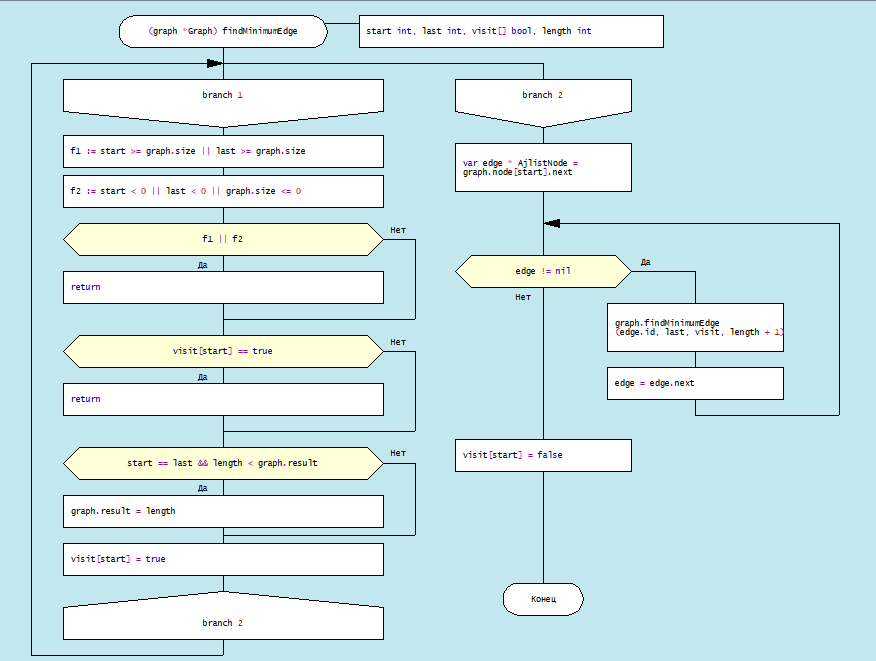 (graph *Graph) findMinimumEdge
start int, last int, visit[] bool, length int
branch 1
f1 := start >= graph.size || last >= graph.size
f2 := start < 0 || last < 0 || graph.size <= 0
f1 || f2
Нет
Да
return
visit[start] == true
Нет
Да
return
start == last && length < graph.result
Нет
Да
graph.result = length
visit[start] = true
branch 2
branch 2
var edge * AjlistNode =
graph.node[start].next
edge != nil
Да
Нет
graph.findMinimumEdge
(edge.id, last, visit, length + 1)
edge = edge.next
visit[start] = false
Конец